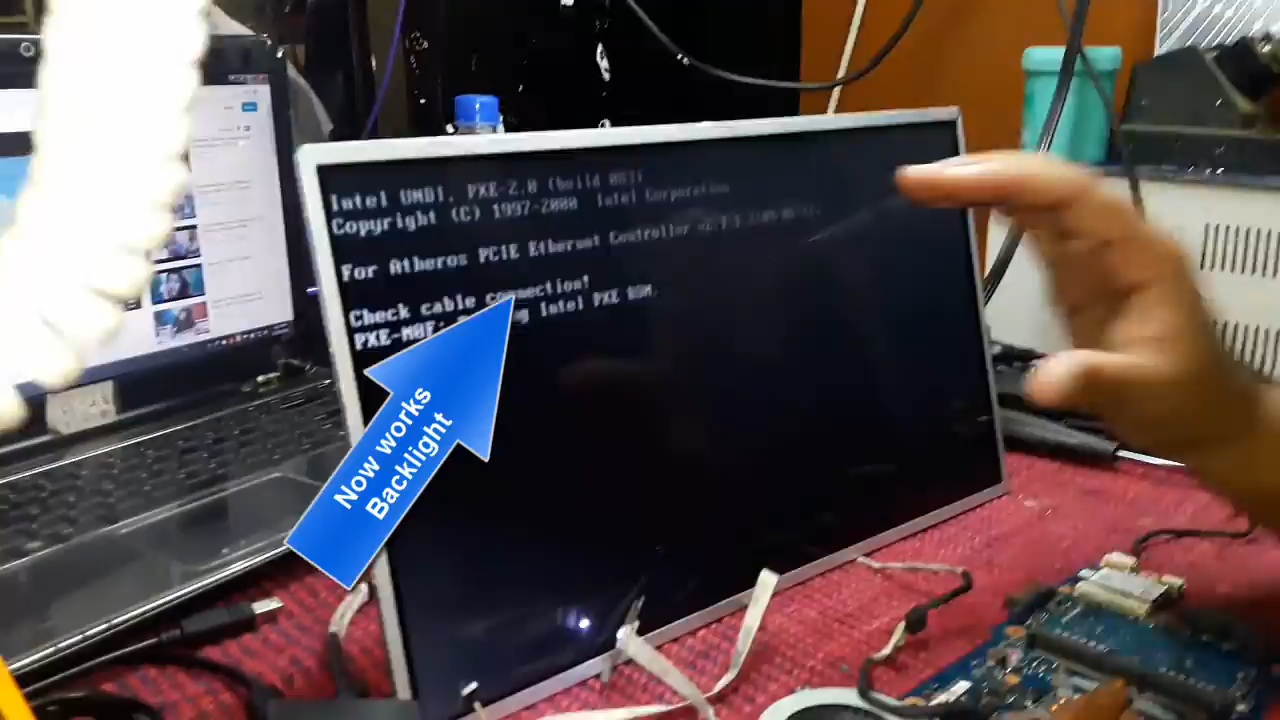 Intel UNDI, PXE-2.0 (build 083)
Copyright (C) 1997-2000 Intel Corporation
For Atheros PCIE Ethernet Controller
Check cable connection!
PXE-M0F: Intel PXE ROM.
Now works
Backlight